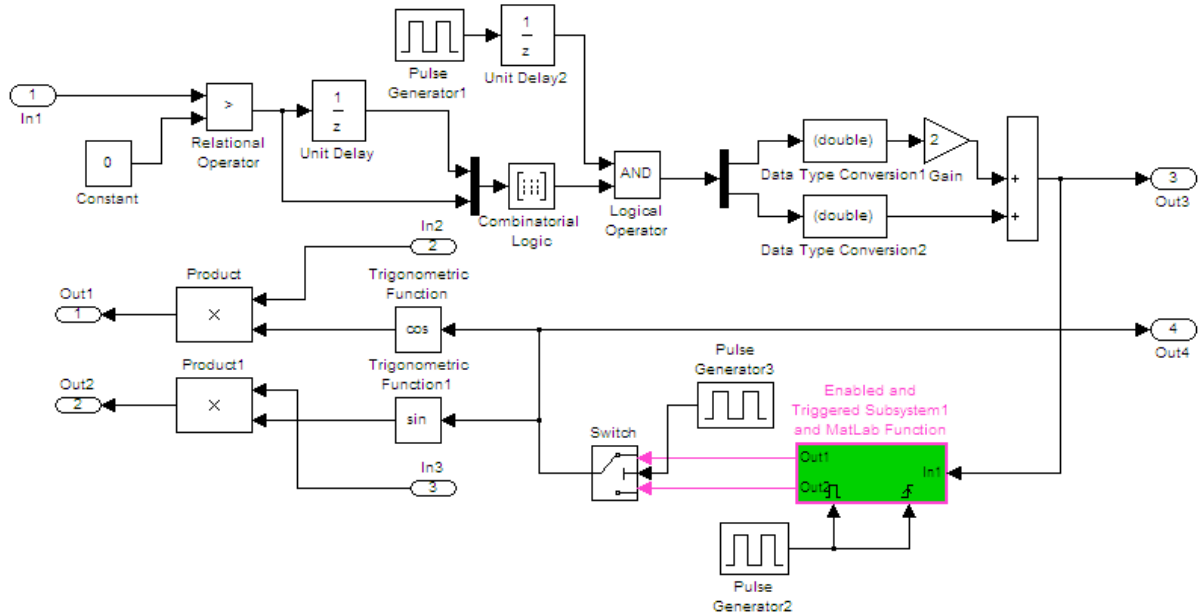 1
z
Pulse
Generator1
Unit Delay2
1
In1
>
Relational
Operator
1
z
Unit Delay
0
Constant
[:::]
Combinatorial
Logic
AND
Logical
Operator
(double)
Data Type Conversion1
2
Gain
(double)
Data Type Conversion2
+
+
3
Out3
In2
2
Product
×
Out1
1
Trigonometric
Function
cos
4
Out4
Product1
×
Out2
2
Trigonometric
Function1
sin
In3
3
Pulse
Generator3
Switch
Enabled and
Triggered Subsystem1
and MatLab Function
Out1
Out2
In1
Pulse
Generator2